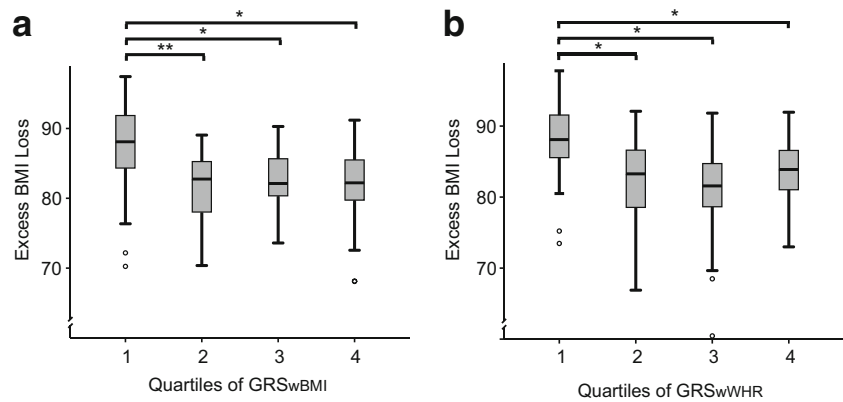 a
*
*
**
Excess BMI Loss
90
80
70
1 2 3 4
Quartiles of GRSwBMI
b
*
*
*
Excess BMI Loss
90
80
70
1 2 3 4
Quartiles of GRSwWHR